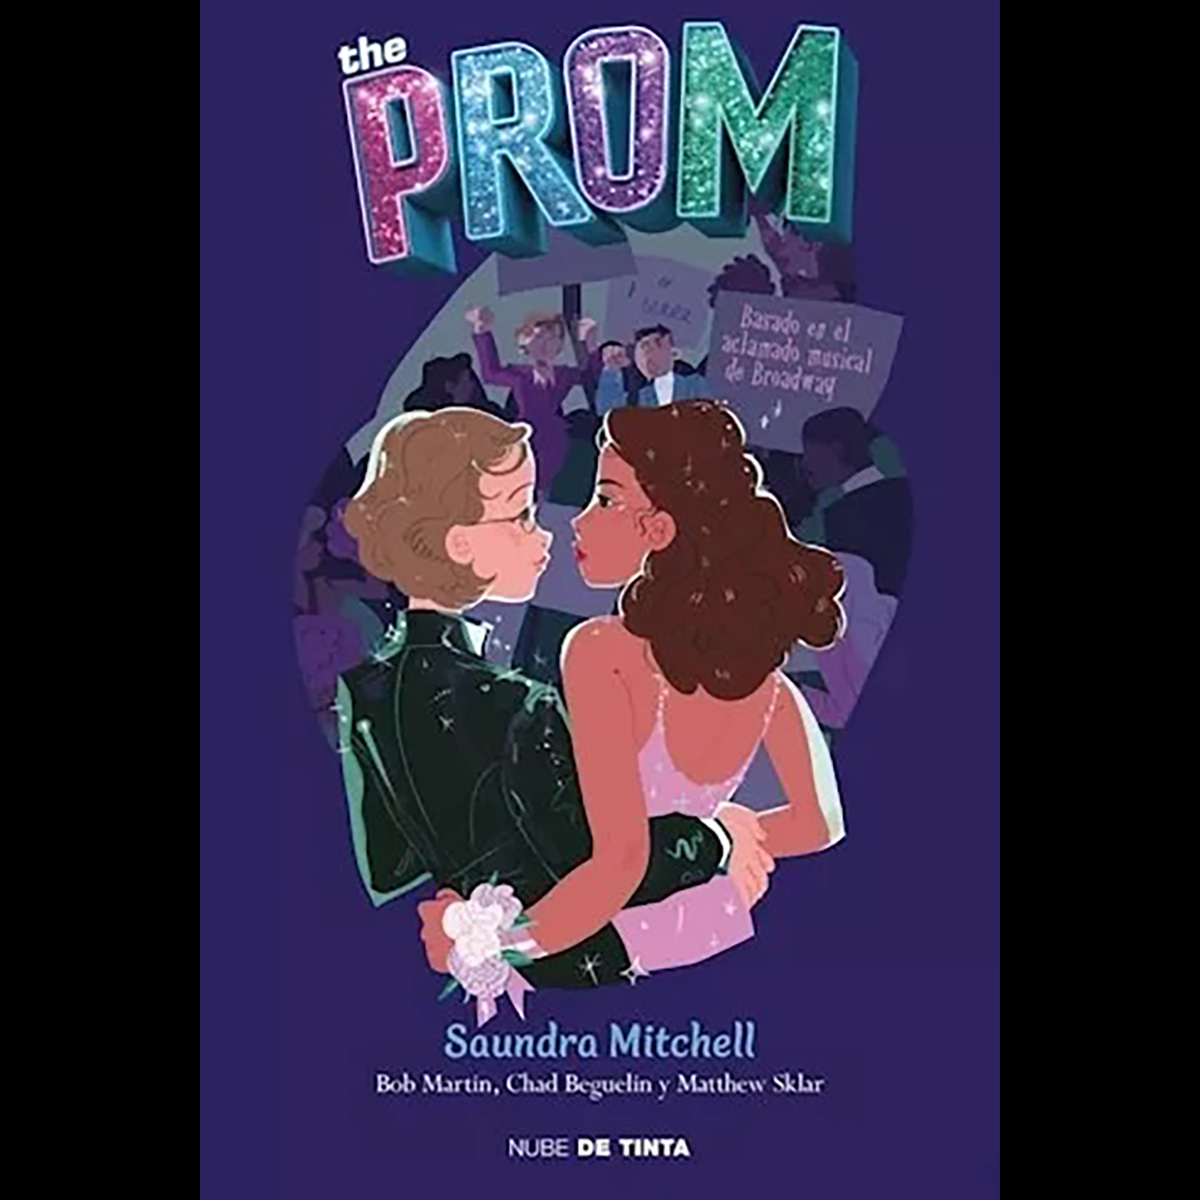 the
PROM
Basado en el
aclamado musical
de Broadway
Saundra Mitchell
Bob Martin, Chad Beguelin y Matthew Sklar
NUBE DE TINTA